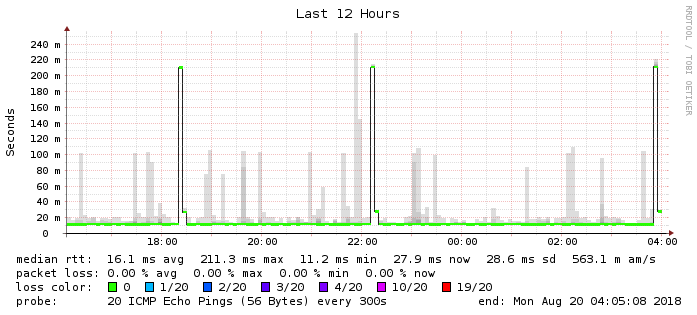 Last 12 Hours
RRDTOOL / TOBI OETIKER
Seconds
240 m
220 m
200 m
180 m
160 m
140 m
120 m
100 m
80 m
60 m
40 m
20 m
0
18:00 20:00 22:00 00:00 02:00 04:00
median rtt: 16.1 ms avg 211.3 ms max 11.2 ms min 27.9 ms now 28.6 ms sd 563.1 m am/s
packet loss: 0.00 % avg 0.00 % max 0.00 % min 0.00 % now
loss color: 0 1/20 2/20 3/20 4/20 10/20 19/20
probe: 20 ICMP Echo Pings (56 Bytes) every 300s end: Mon Aug 20 04:05:08 2018